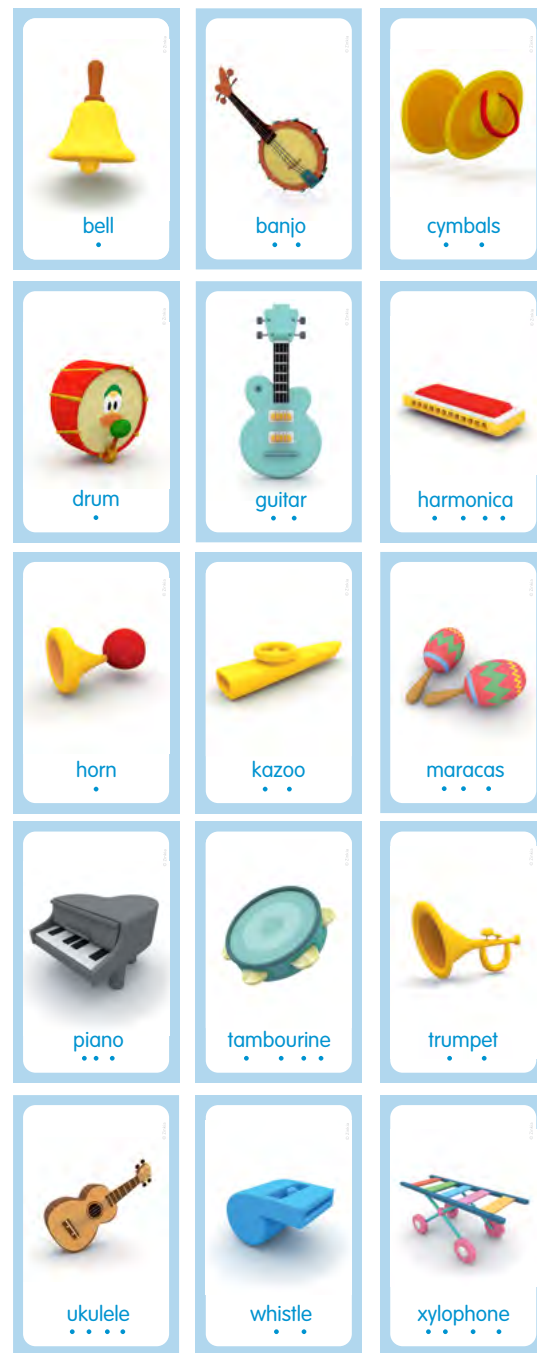 bell
banjo
cymbals
drum
guitar
harmonica
horn
kazoo
maracas
piano
tambourine
trumpet
ukulele
whistle
xylophone